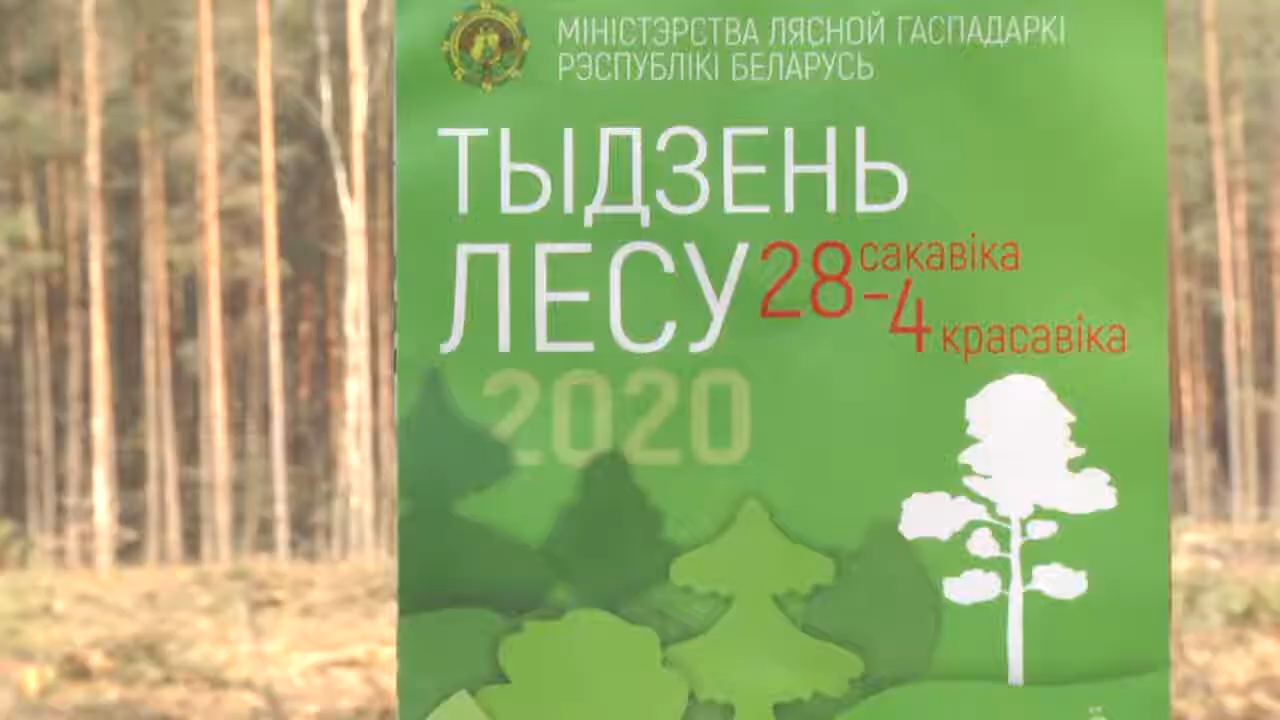 МІНІСТЭРСТВА ЛЯСНОЙ ГАСПАДАРКІ
РЭСПУБЛІКІ БЕЛАРУСЬ
ТЫДЗЕНЬ
ЛЕСУ 28 сакавіка
–4 красавіка
2020